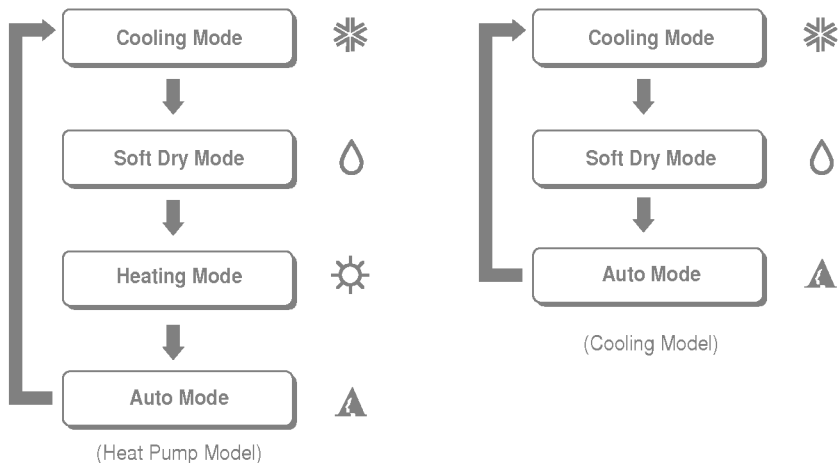 Cooling Mode
Soft Dry Mode
Heating Mode
Auto Mode
(Heat Pump Model)
Cooling Mode
Soft Dry Mode
Auto Mode
(Cooling Model)